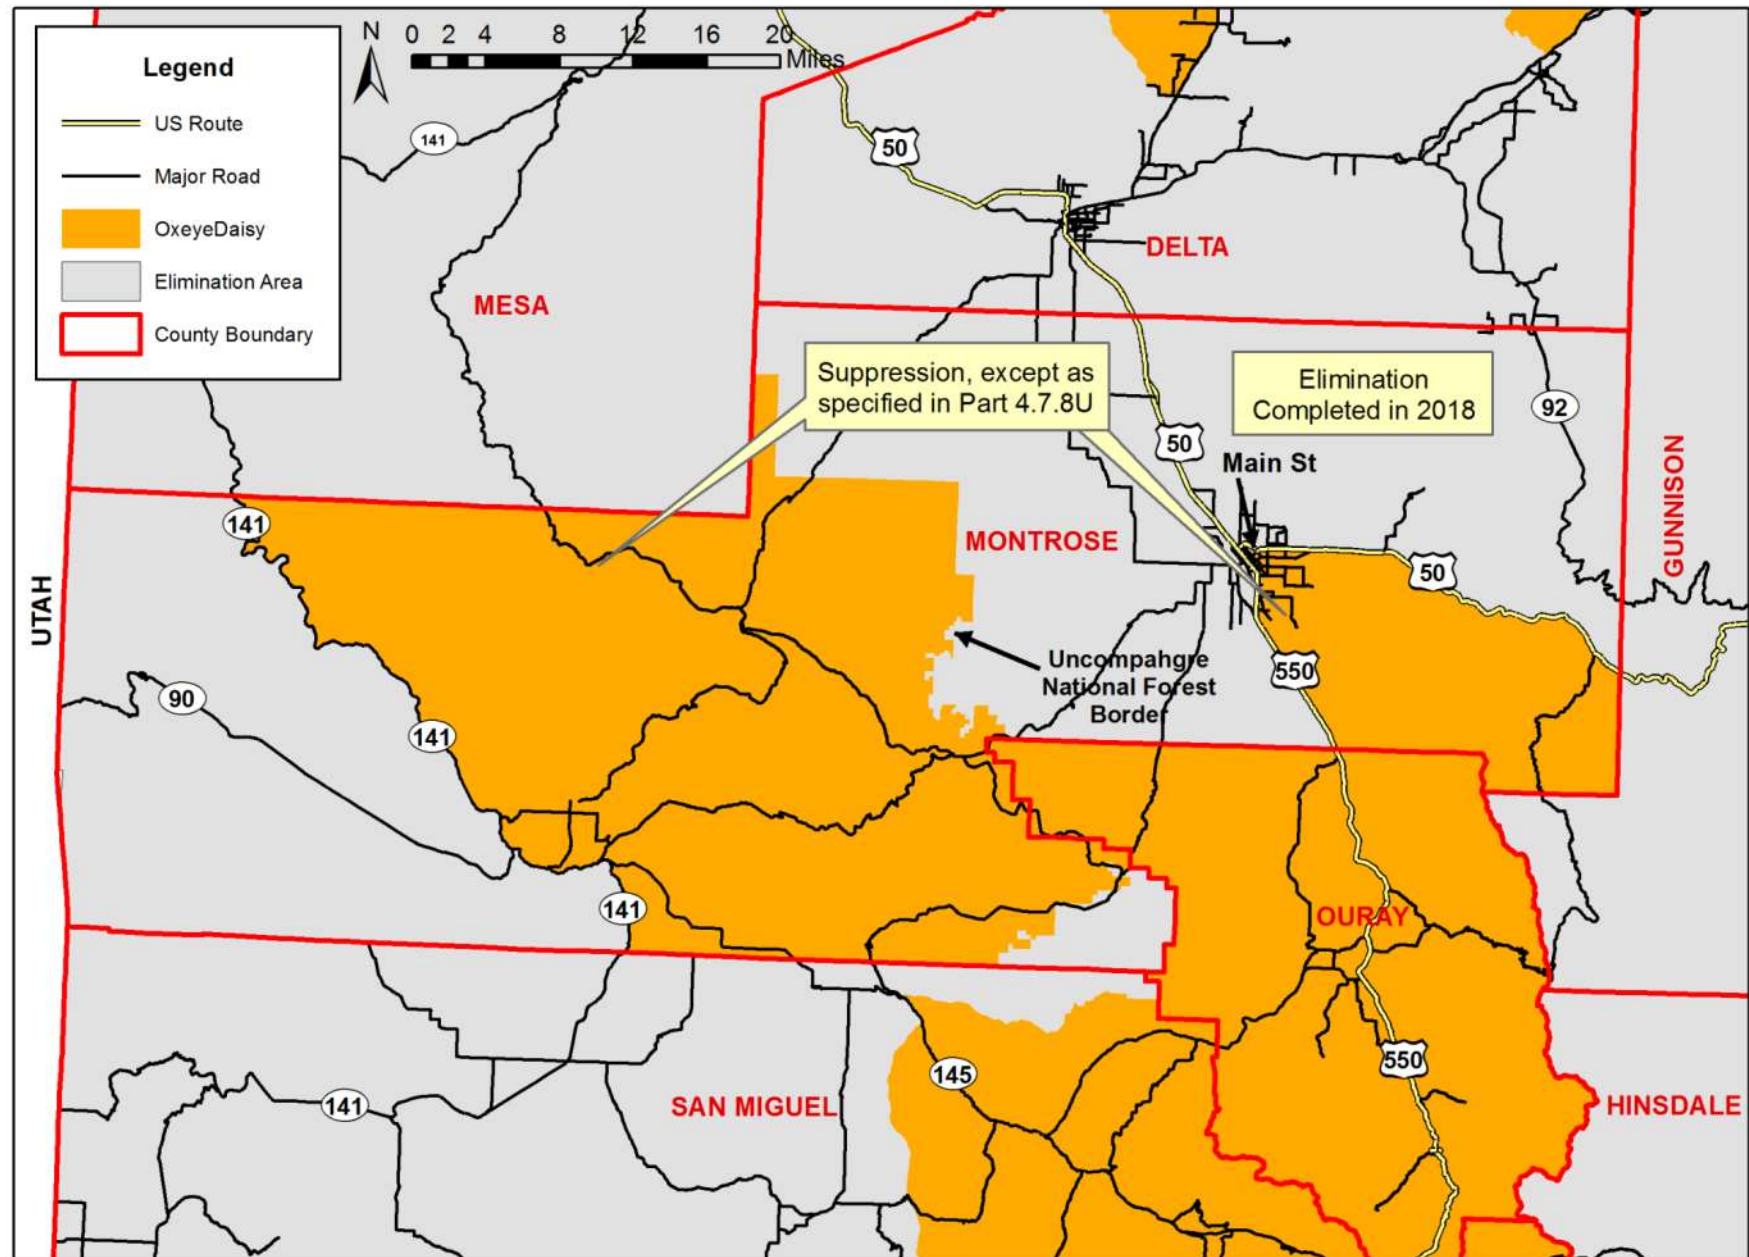 Legend
US Route
Major Road
OxeyeDaisy
Elimination Area
County Boundary
N
0 2 4 8 12 16 20
Miles
141
50
DELTA
MESA
Suppression, except as
specified in Part 4.7.8U
Elimination
Completed in 2018
92
50
Main St
GUNNISON
141
MONTROSE
50
UTAH
Uncompahgre
National Forest
Border
550
90
141
141
OURAY
550
145
SAN MIGUEL
141
HINSDALE